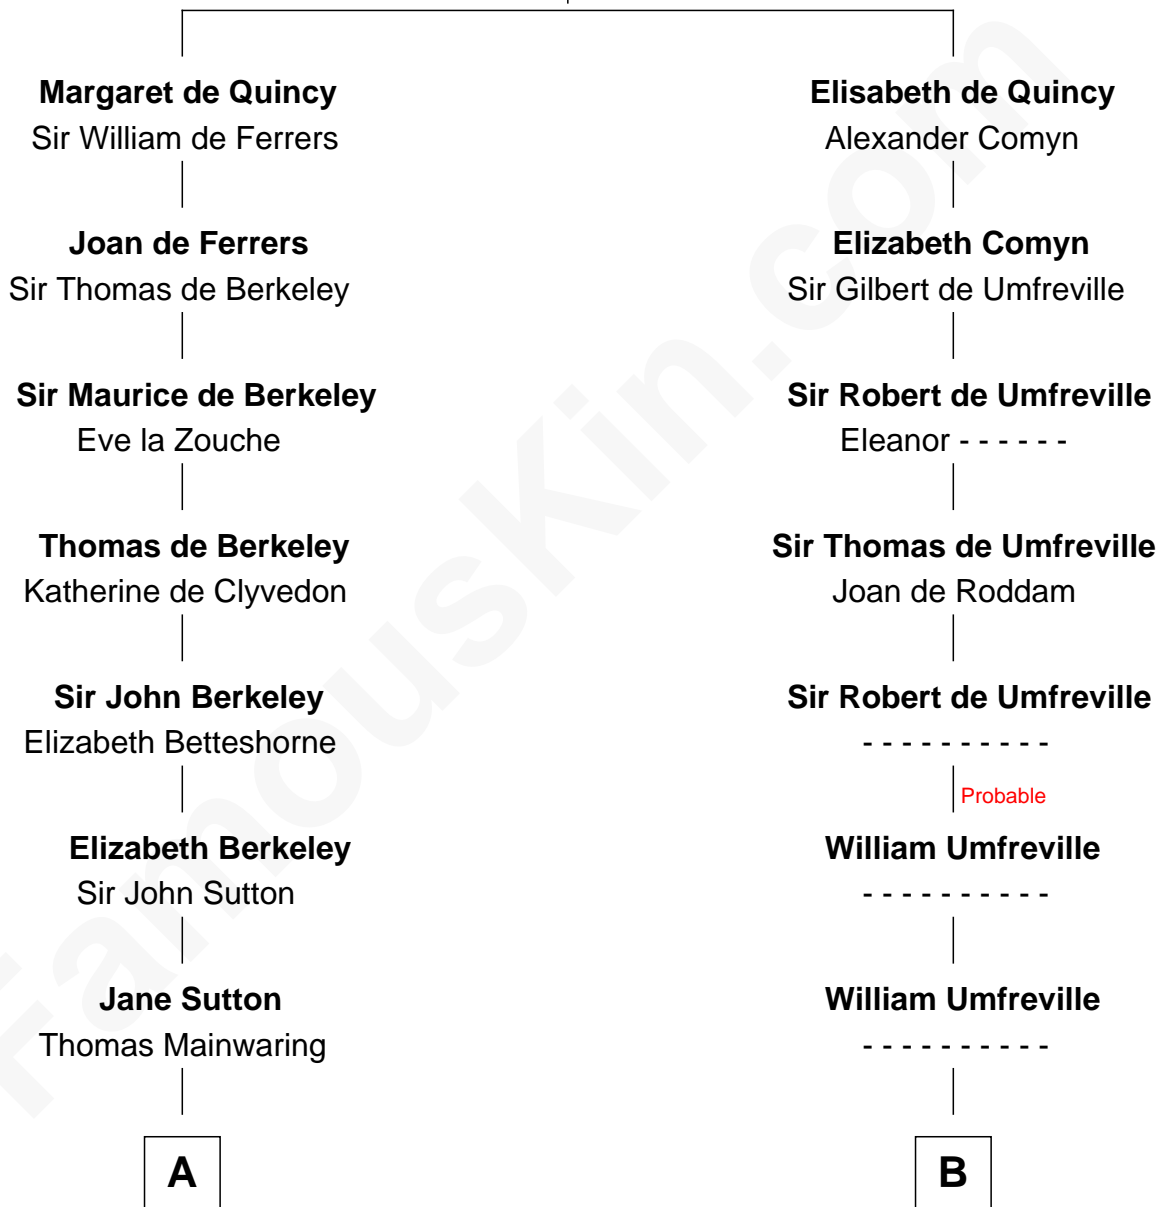 Margaret de Quincy
Sir William de Ferrers
Joan de Ferrers
Sir Thomas de Berkeley
Sir Maurice de Berkeley
Eve la Zouche
Thomas de Berkeley
Katherine de Clyvedon
Sir John Berkeley
Elizabeth Betteshorne
Elizabeth Berkeley
Sir John Sutton
Jane Sutton
Thomas Mainwaring
A
Elisabeth de Quincy
Alexander Comyn
Elizabeth Comyn
Sir Gilbert de Umfreville
Sir Robert de Umfreville
Eleanor - - - - - -
Sir Thomas de Umfreville
Joan de Roddam
Sir Robert de Umfreville
- - - - - - - - - -
Probable
William Umfreville
- - - - - - - - - -
William Umfreville
- - - - - - - - - -
B
FamousKin.com